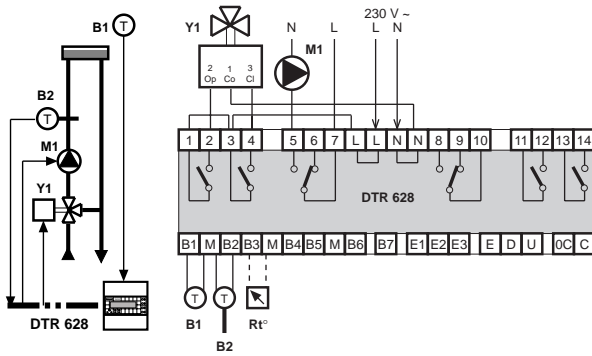 B1 T
B2
T
M1
Y1
DTR 628
Y1
2 1 3
Op Co Cl
N L
M1
230 V ~
L N
1 2 3 4 5 6 7 L L N N 8 9 10 11 12 13 14
DTR 628
B1 M B2 B3 M B4 B5 M B6 B7 E1 E2 E3 E D U 0C C
T T
B1 Rt°
B2